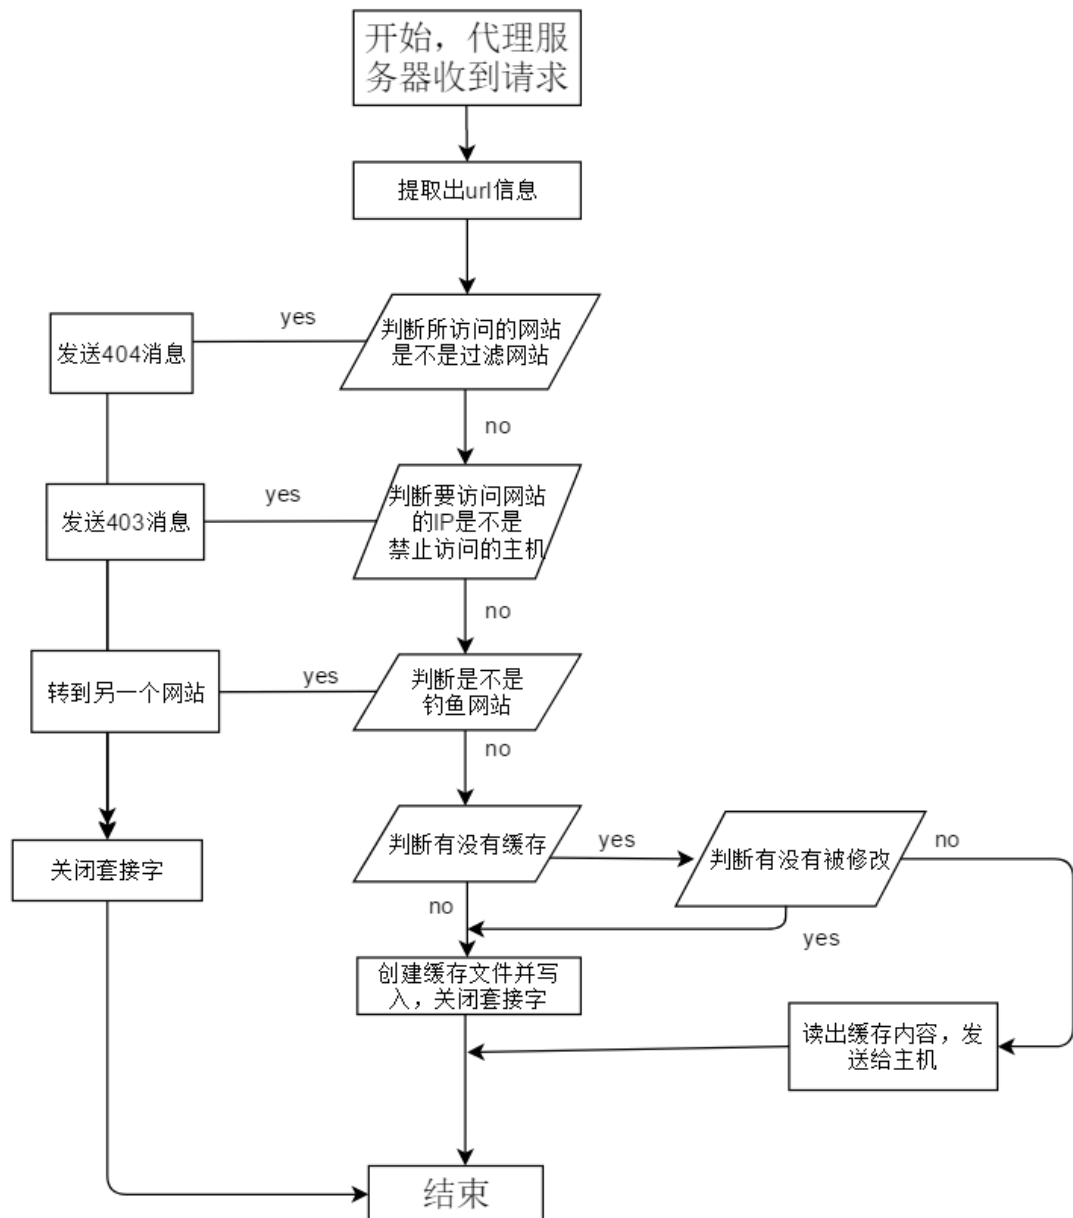 开始，代理服
务器收到请求
提取出url信息
判断所访问的网站
是不是过滤网站
yes
发送404消息
no
判断要访问网站
的IP是不是
禁止访问的主机
yes
发送403消息
no
判断是不是
钓鱼网站
yes
转到另一个网站
no
判断有没有缓存
yes
判断有没有被修改
no
关闭套接字
no
yes
创建缓存文件并写
入，关闭套接字
读出缓存内容，发
送给主机
结束